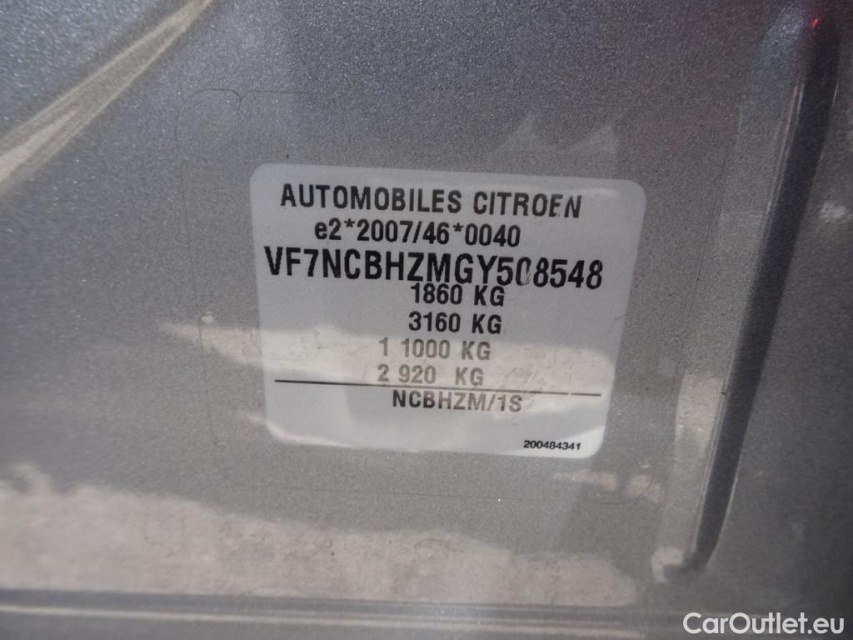 AUTOMOBILES CITROEN
e2*2007/46*0040
VF7NCBHZMGY508548
1860 KG
3160 KG
1 1000 KG
2 920 KG
NCBHZM/1S
200484341
CarOutlet.eu